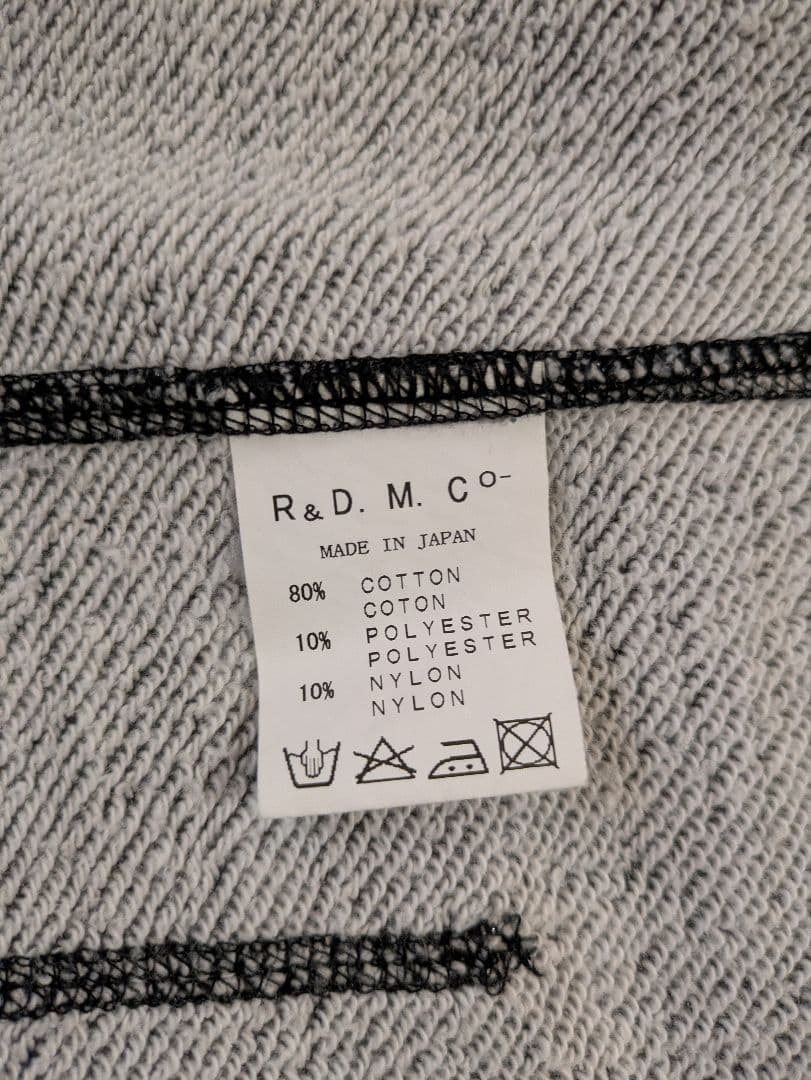 R & D. M. Co-
MADE IN JAPAN
80% COTTON
COTON
10% POLYESTER
POLYESTER
10% NYLON
NYLON